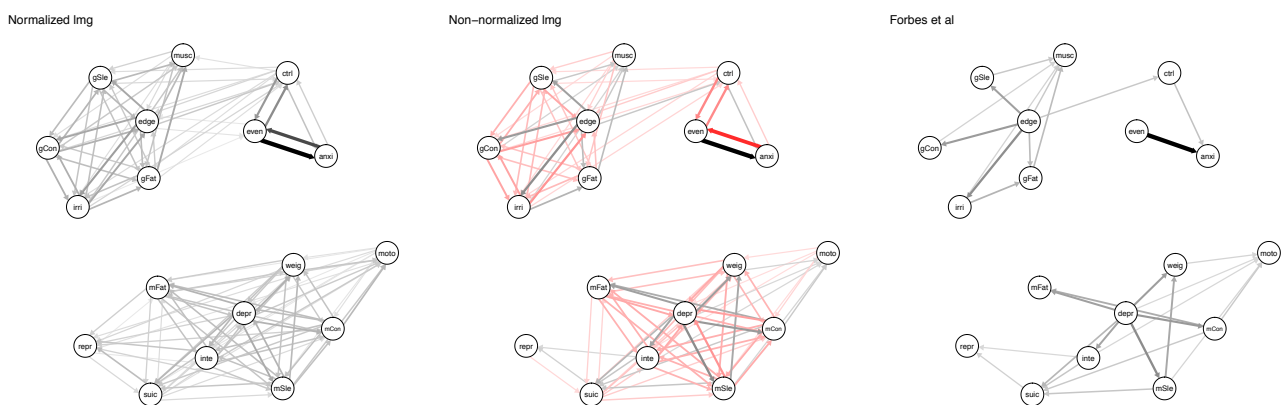 Normalized lmg
Non−normalized lmg
Forbes et al
musc
gSle
ctrl
edge
even
gCon
anxi
gFat
irri
moto
weig
mFat
depr
mCon
repr
inte
suic
mSle
musc
gSle
ctrl
edge
even
gCon
anxi
gFat
irri
moto
weig
mFat
depr
mCon
repr
inte
suic
mSle
musc
gSle
ctrl
edge
even
gCon
anxi
gFat
irri
moto
weig
mFat
depr
mCon
repr
inte
suic
mSle